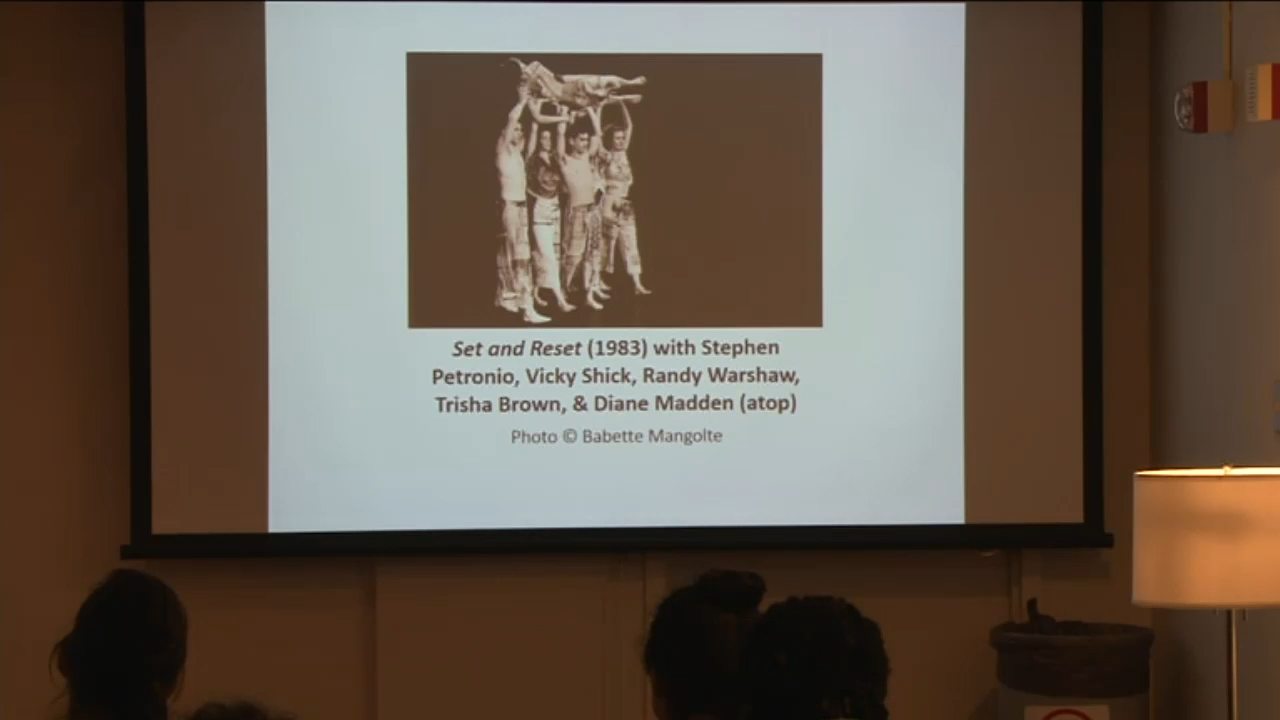 Set and Reset (1983) with Stephen
Petronio, Vicky Shick, Randy Warshaw,
Trisha Brown, & Diane Madden (atop)
Photo © Babette Mangolte